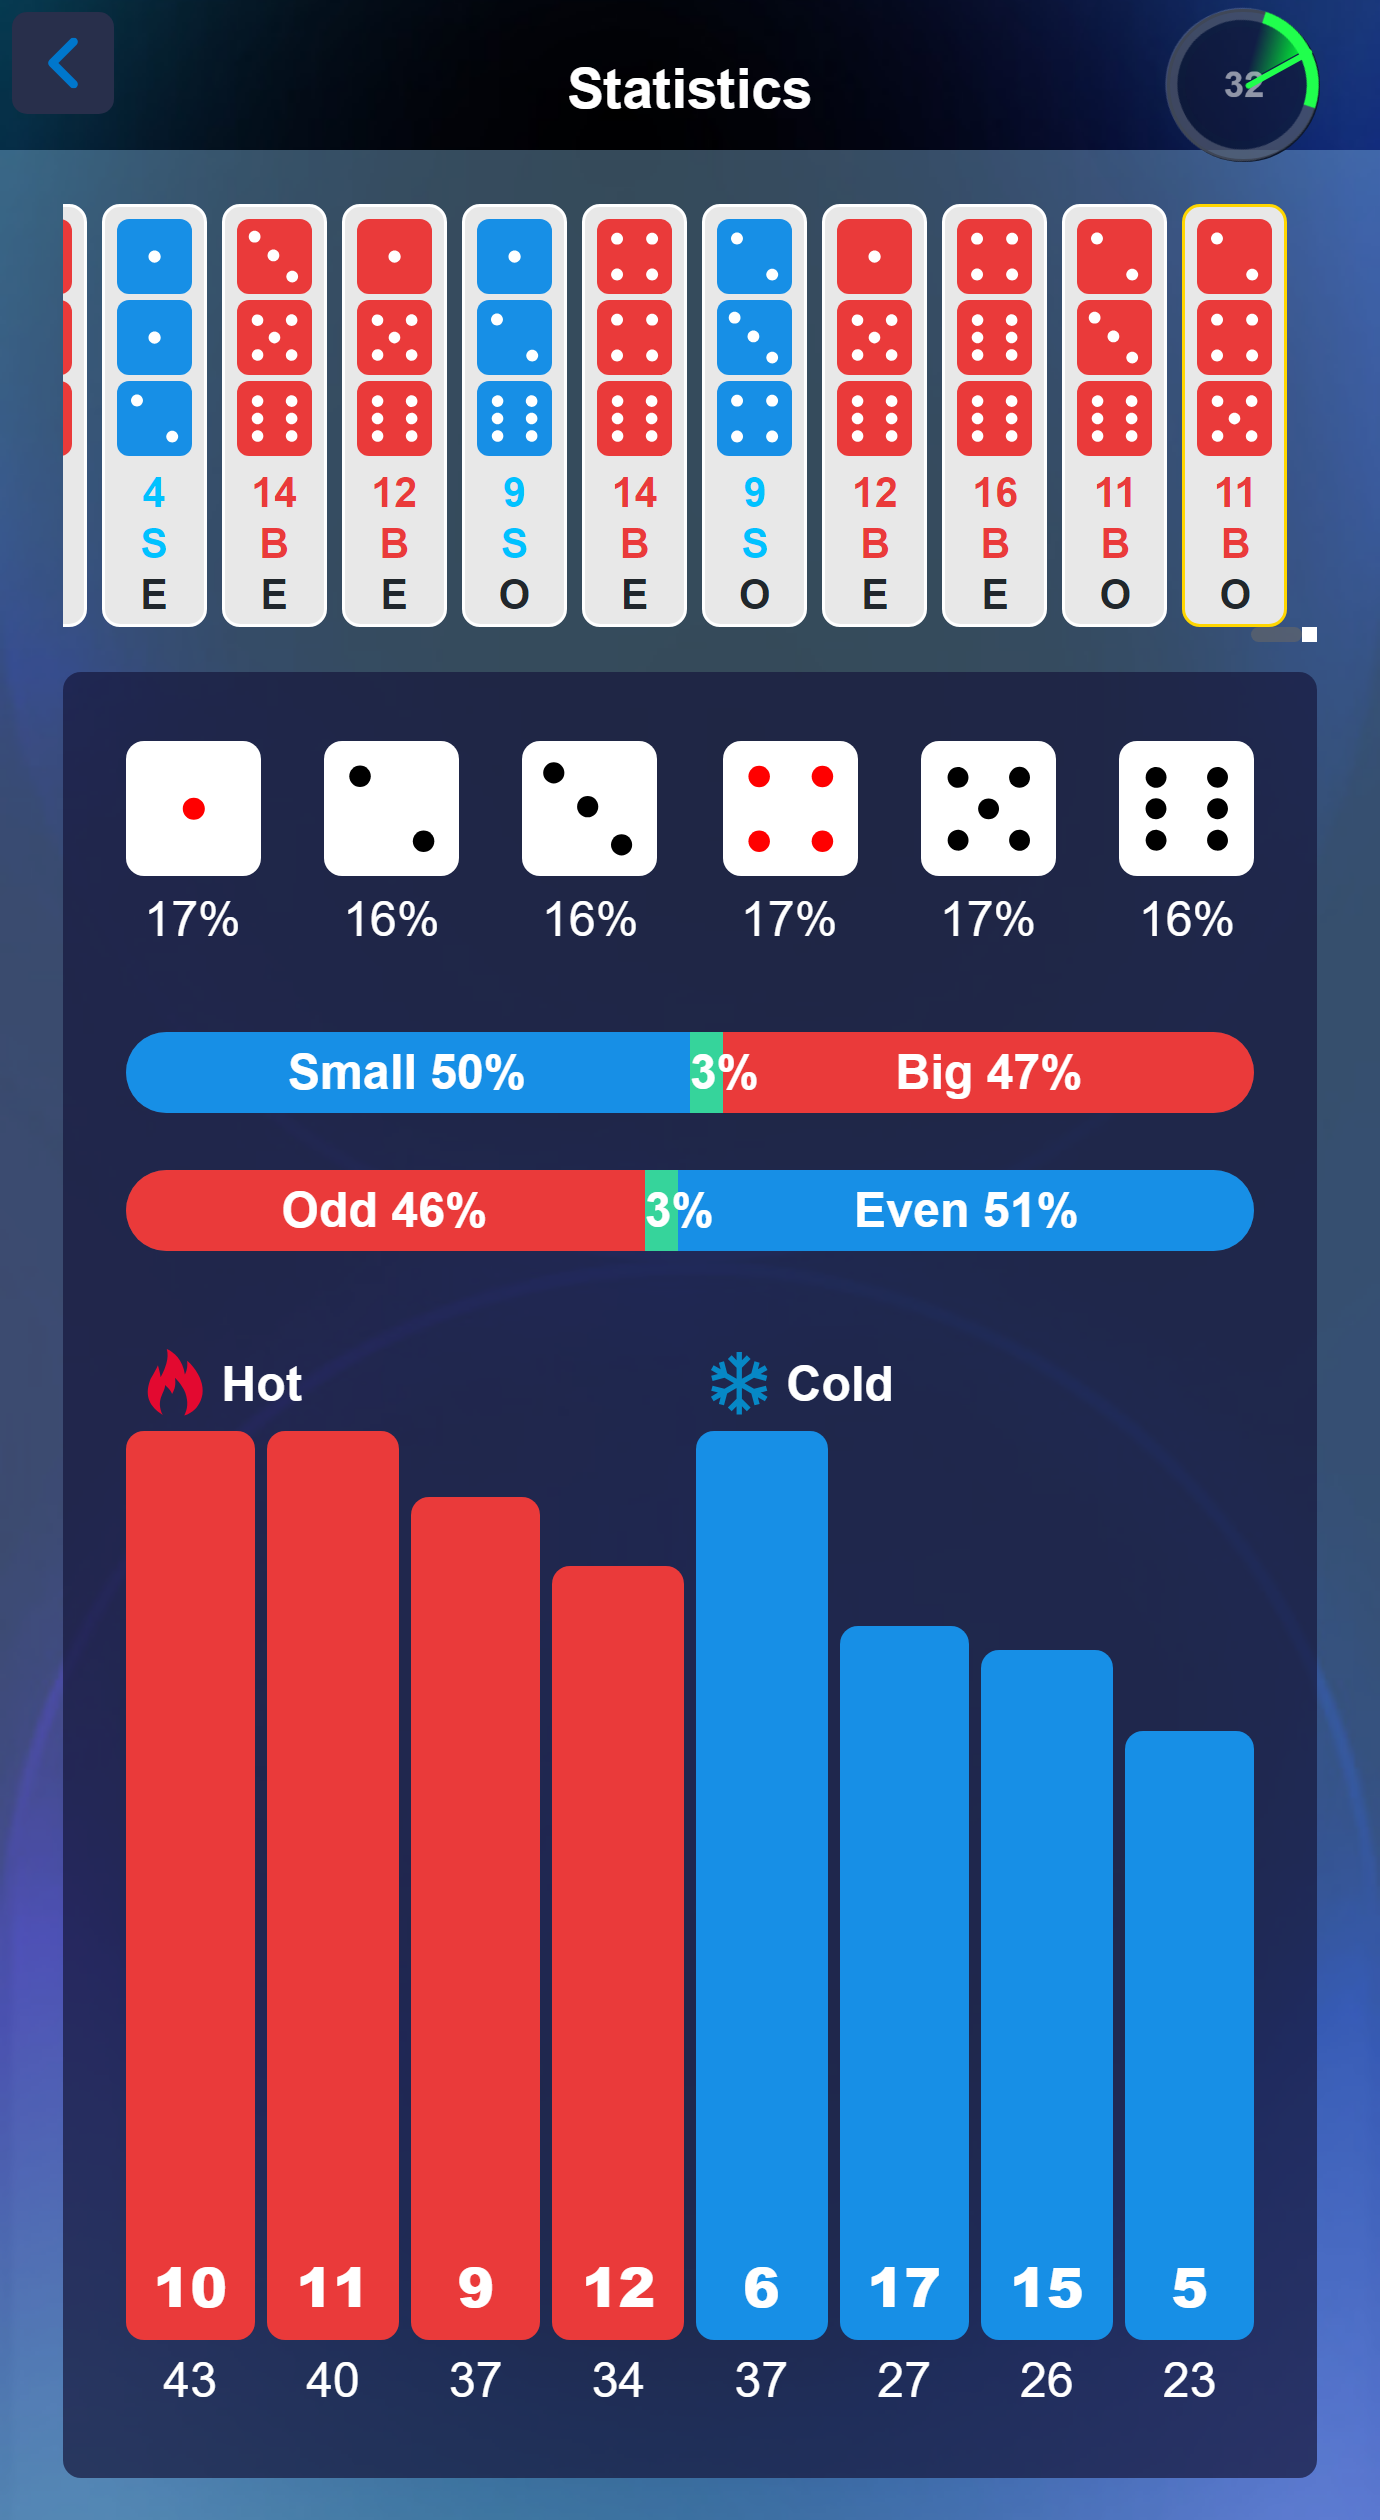 Statistics
32
4 14 12 9 14 9 12 16 11 11
S B B S B S B B B B
E E E O E O E E O O
17% 16% 16% 17% 17% 16%
Small 50% 3% Big 47%
Odd 46% 3% Even 51%
Hot Cold
10 11 9 12 6 17 15 5
43 40 37 34 37 27 26 23